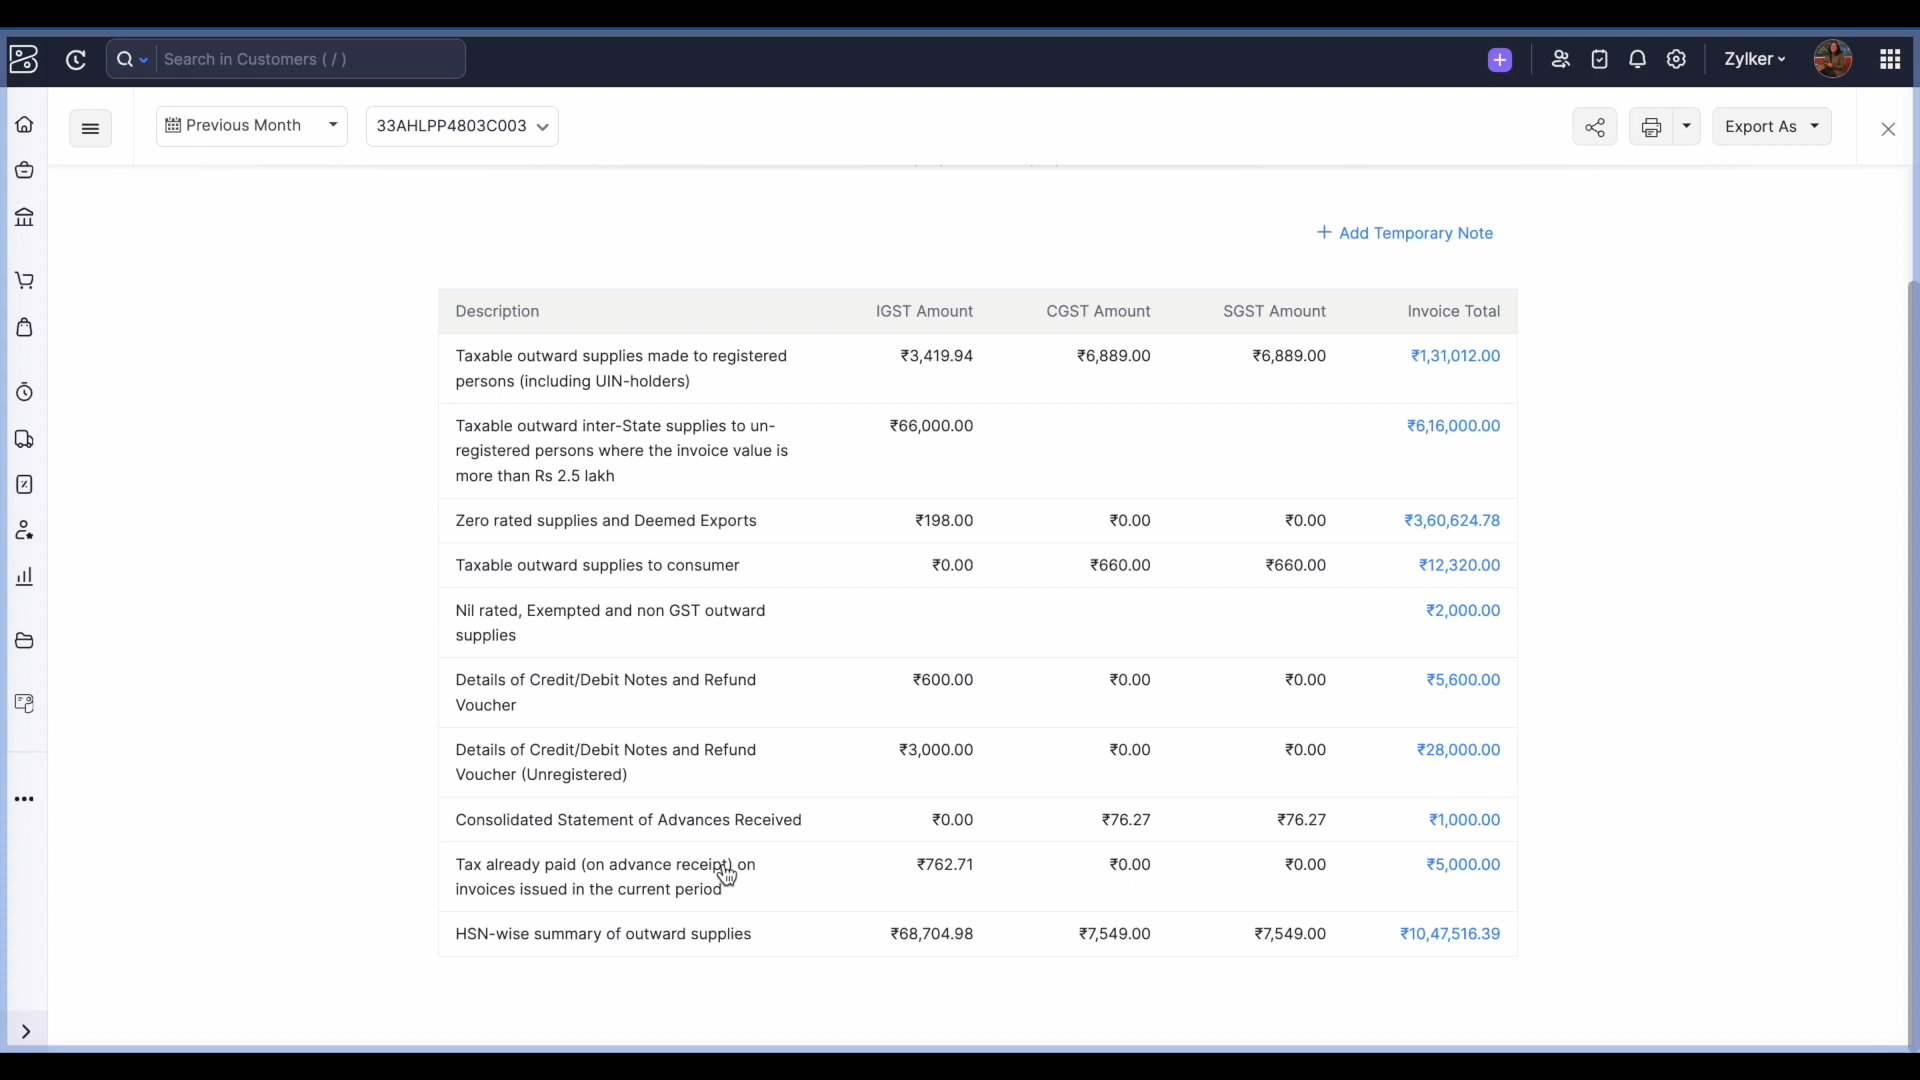 Search in Customers ( / )
Zylker
Previous Month
33AHLPP4803C003
Export As
+ Add Temporary Note
Description IGST Amount CGST Amount SGST Amount Invoice Total
Taxable outward supplies made to registered ₹3,419.94 ₹6,889.00 ₹6,889.00 ₹1,31,012.00
persons (including UIN-holders)
Taxable outward inter-State supplies to un- ₹66,000.00 ₹6,16,000.00
registered persons where the invoice value is
more than Rs 2.5 lakh
Zero rated supplies and Deemed Exports ₹198.00 ₹0.00 ₹0.00 ₹3,60,624.78
Taxable outward supplies to consumer ₹0.00 ₹660.00 ₹660.00 ₹12,320.00
Nil rated, Exempted and non GST outward ₹2,000.00
supplies
Details of Credit/Debit Notes and Refund ₹600.00 ₹0.00 ₹0.00 ₹5,600.00
Voucher
Details of Credit/Debit Notes and Refund ₹3,000.00 ₹0.00 ₹0.00 ₹28,000.00
Voucher (Unregistered)
Consolidated Statement of Advances Received ₹0.00 ₹76.27 ₹76.27 ₹1,000.00
Tax already paid (on advance receipt) on ₹762.71 ₹0.00 ₹0.00 ₹5,000.00
invoices issued in the current period
HSN-wise summary of outward supplies ₹68,704.98 ₹7,549.00 ₹7,549.00 ₹10,47,516.39